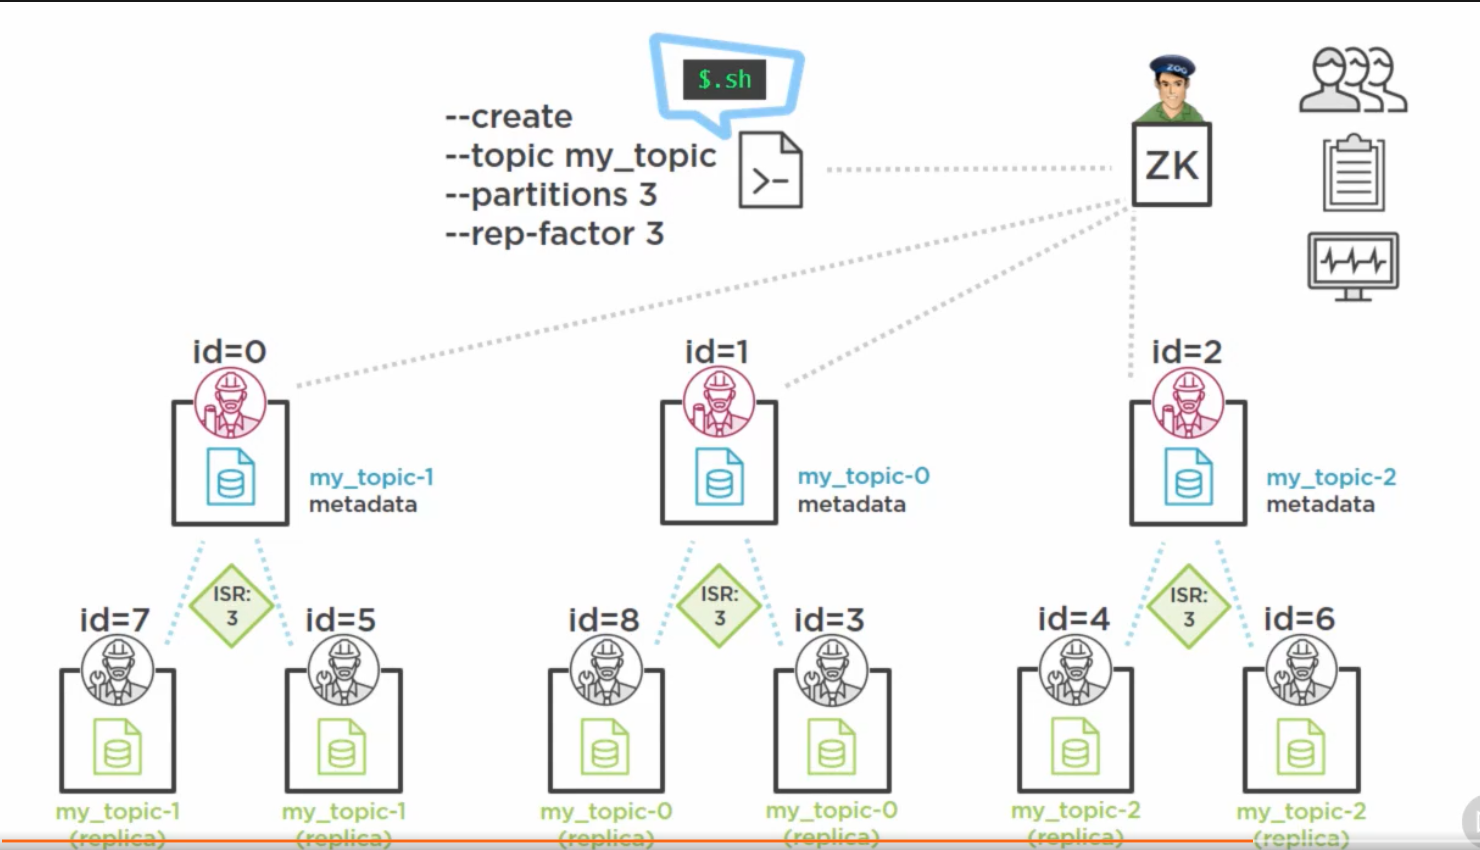 $.sh
--create
--topic my_topic
--partitions 3
--rep-factor 3
>-
ZOO
ZK
id=0
id=1
id=2
my_topic-1
metadata
my_topic-0
metadata
my_topic-2
metadata
ISR:
3
ISR:
3
ISR:
3
id=7
id=5
id=8
id=3
id=4
id=6
my_topic-1
(replica)
my_topic-1
(replica)
my_topic-0
(replica)
my_topic-0
(replica)
my_topic-2
(replica)
my_topic-2
(replica)